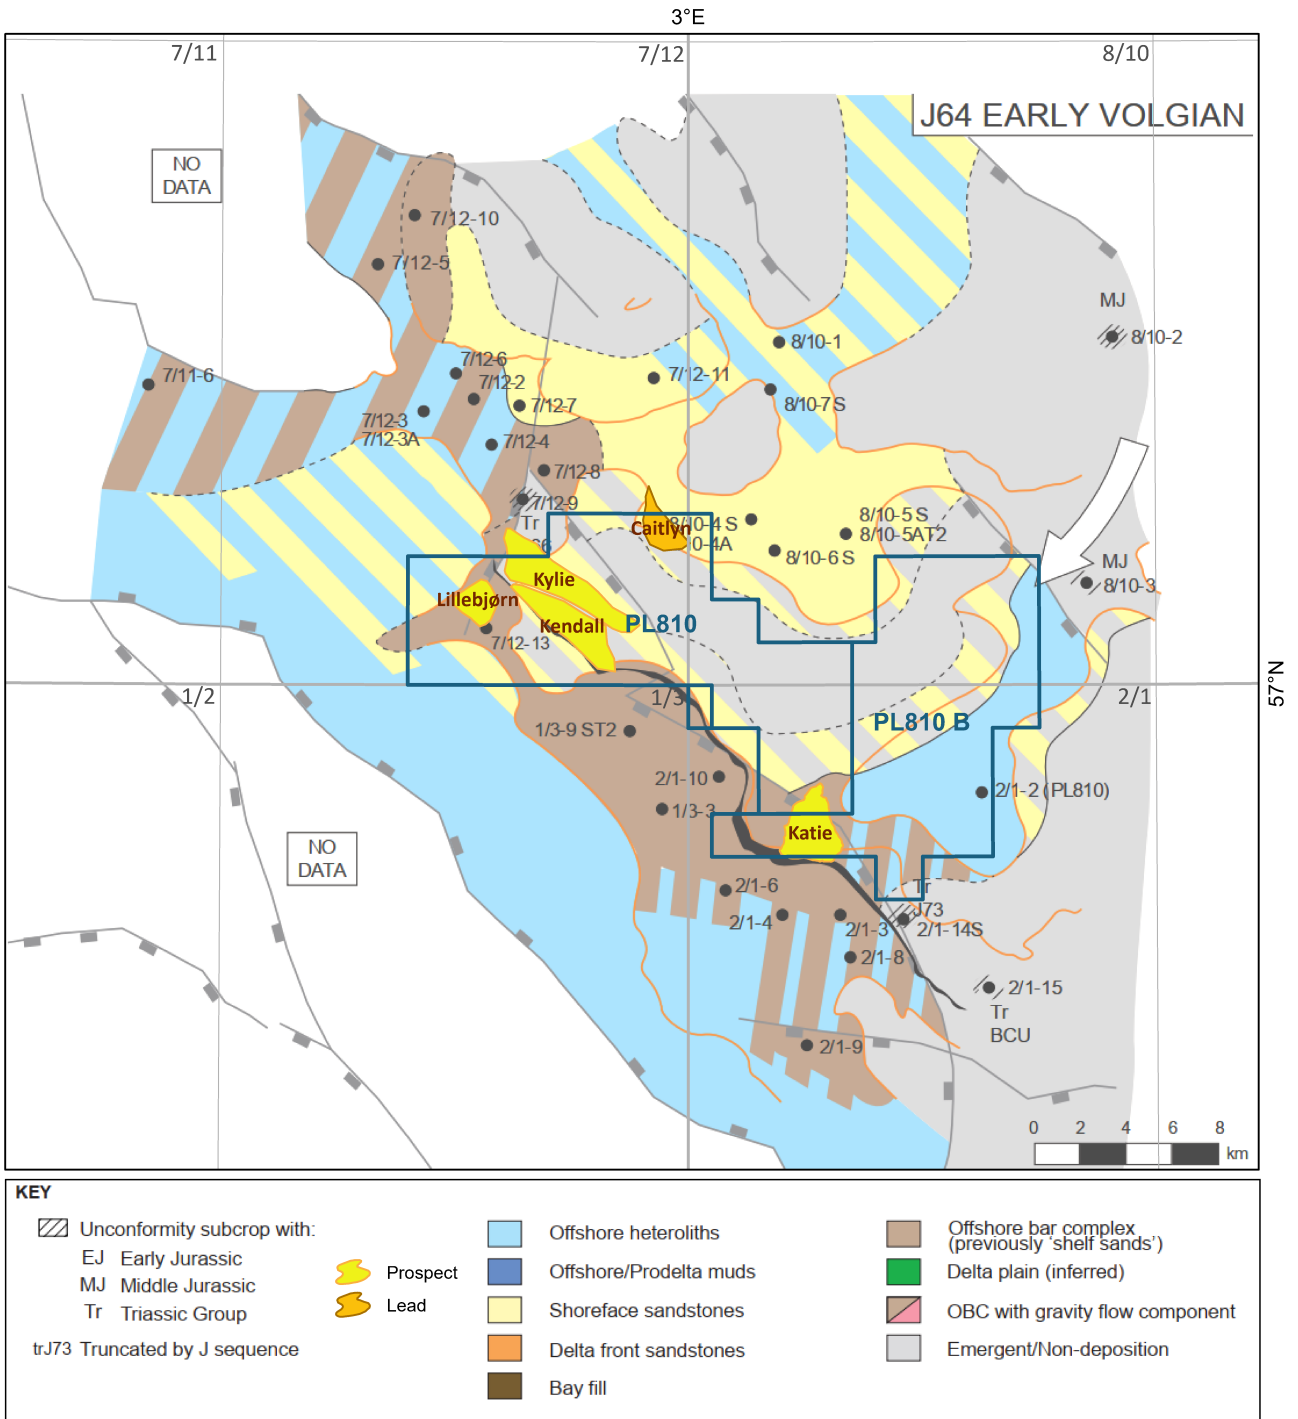 3°E
7/11
7/12
8/10
J64 EARLY VOLGIAN
NO
DATA
7/12-10
7/12-5
MJ
8/10-2
8/10-1
7/12-6
7/11-6
7/12-2
7/12-11
7/12-7
8/10-7 S
7/12-3
7/12-3A
7/12-4
7/12-8
7/12-9
Tr
Caitlyn
8/10-4 S
0-4A
8/10-5 S
8/10-5AT2
8/10-6 S
MJ
8/10-3
Kylie
Lillebjørn
Kendall
PL810
7/12-13
57°N
1/2
1/3
2/1
PL810 B
1/3-9 ST2
2/1-10
2/1-2 (PL810)
1/3-3
Katie
NO
DATA
2/1-6
Tr
J73
2/1-4
2/1-3
2/1-14S
2/1-8
2/1-15
Tr
BCU
2/1-9
0 2 4 6 8
km
KEY
Unconformity subcrop with:
EJ Early Jurassic
MJ Middle Jurassic
Tr Triassic Group
trJ73 Truncated by J sequence
Prospect
Lead
Offshore heteroliths
Offshore/Prodelta muds
Shoreface sandstones
Delta front sandstones
Bay fill
Offshore bar complex
(previously 'shelf sands')
Delta plain (inferred)
OBC with gravity flow component
Emergent/Non-deposition